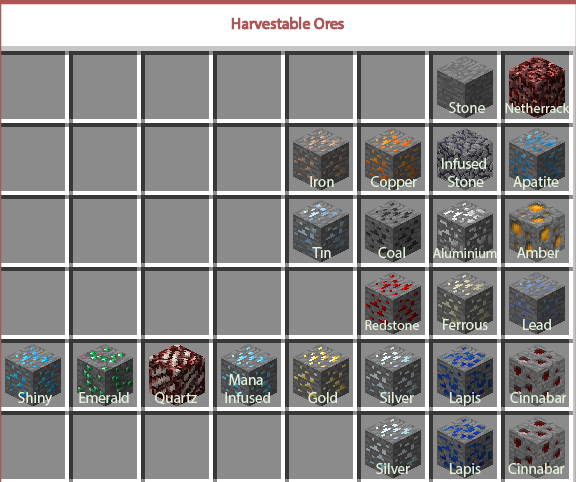 Harvestable Ores
Stone Netherrack
Iron Copper Infused Stone Apatite
Tin Coal Aluminium Amber
Redstone Ferrous Lead
Shiny Emerald Quartz Mana Infused Gold Silver Lapis Cinnabar
Silver Lapis Cinnabar